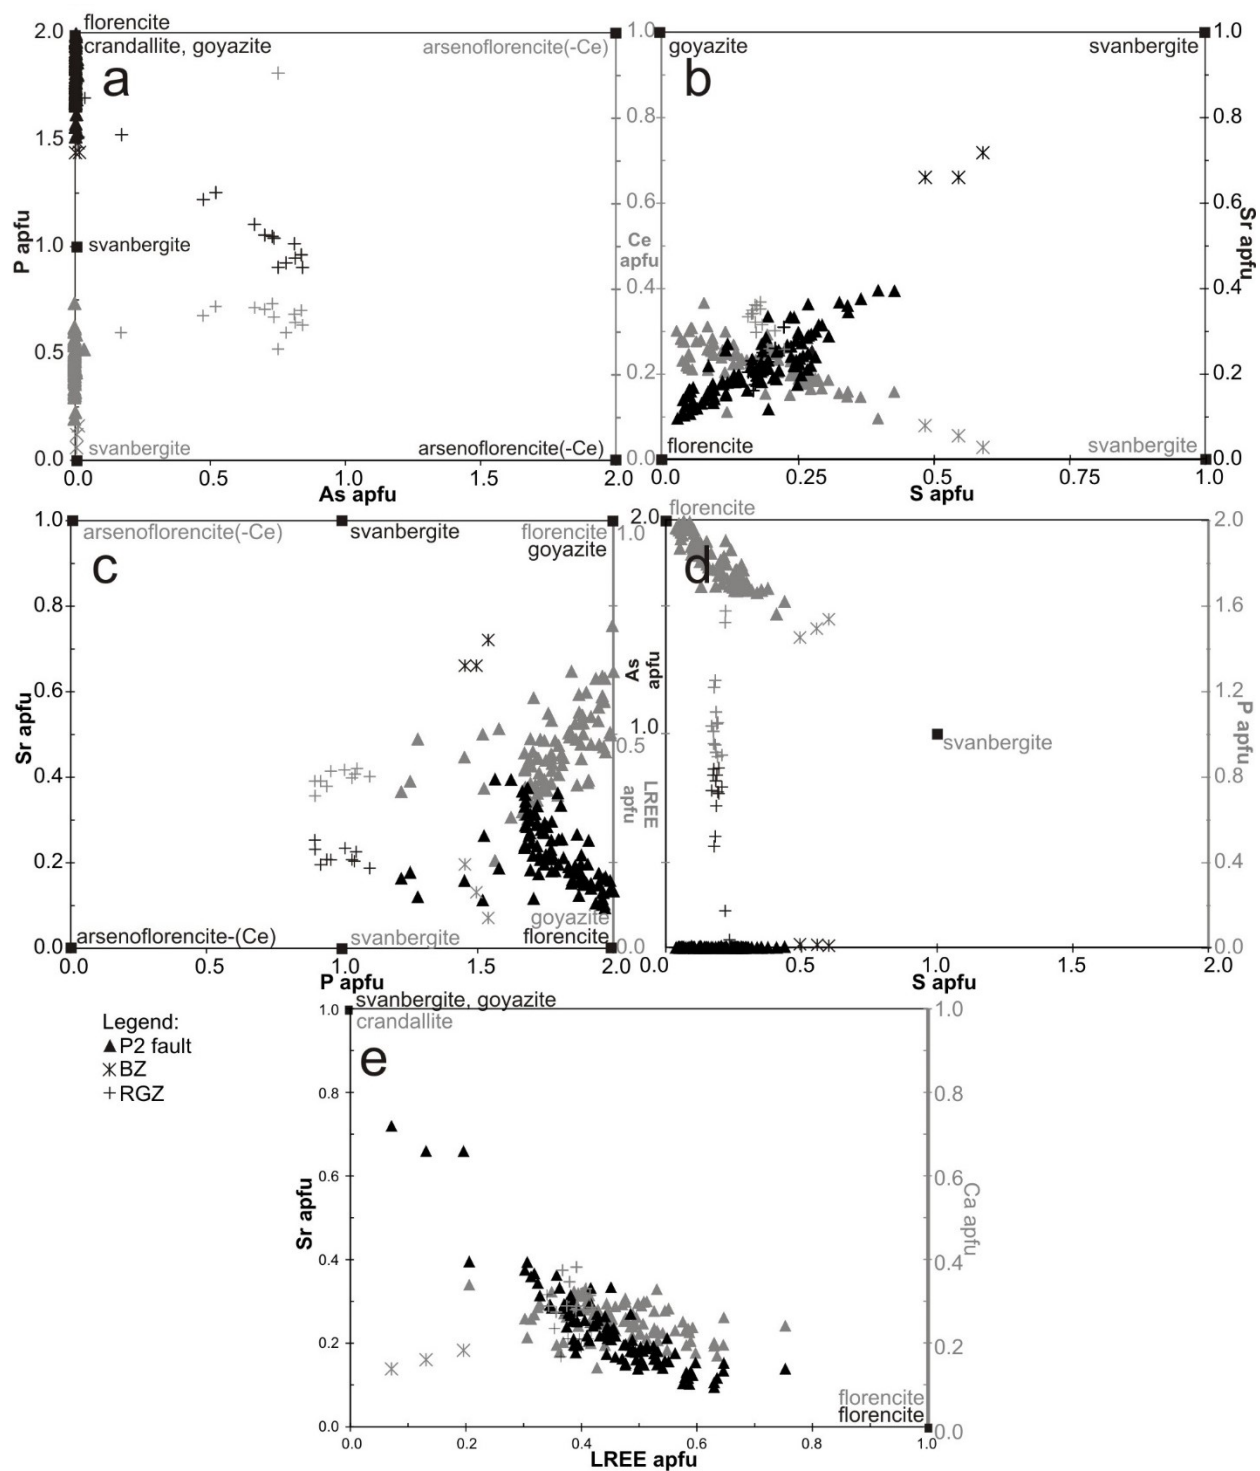 florencite
crandallite, goyazite
arsenoflorencite(-Ce)
a
2.0
1.5
1.0
0.5
0.0
P apfu
svanbergite
svanbergite
arsenoflorencite(-Ce)
0.0
0.5
1.0
1.5
2.0
As apfu
1.0
0.8
0.6
0.4
0.2
0.0
Ce
apfu
goyazite
svanbergite
b
florencite
svanbergite
0.0
0.25
0.5
0.75
1.0
S apfu
1.0
0.8
0.6
0.4
0.2
0.0
Sr apfu
1.0
0.8
0.6
0.4
0.2
0.0
Sr apfu
arsenoflorencite(-Ce)
svanbergite
florencite
goyazite
c
arsenoflorencite-(Ce)
svanbergite
goyazite
florencite
0.0
0.5
1.0
1.5
2.0
P apfu
1.0
0.5
0.0
LREE
apfu
florencite
d
2.0
1.0
0.0
As
apfu
svanbergite
0.5
1.0
1.5
2.0
S apfu
2.0
1.6
1.2
0.8
0.4
0.0
P apfu
Legend:
P2 fault
BZ
RGZ
svanbergite, goyazite
crandallite
e
1.0
0.8
0.6
0.4
0.2
0.0
Sr apfu
florencite
florencite
0.0
0.2
0.4
0.6
0.8
1.0
LREE apfu
1.0
0.8
0.6
0.4
0.2
0.0
Ca apfu